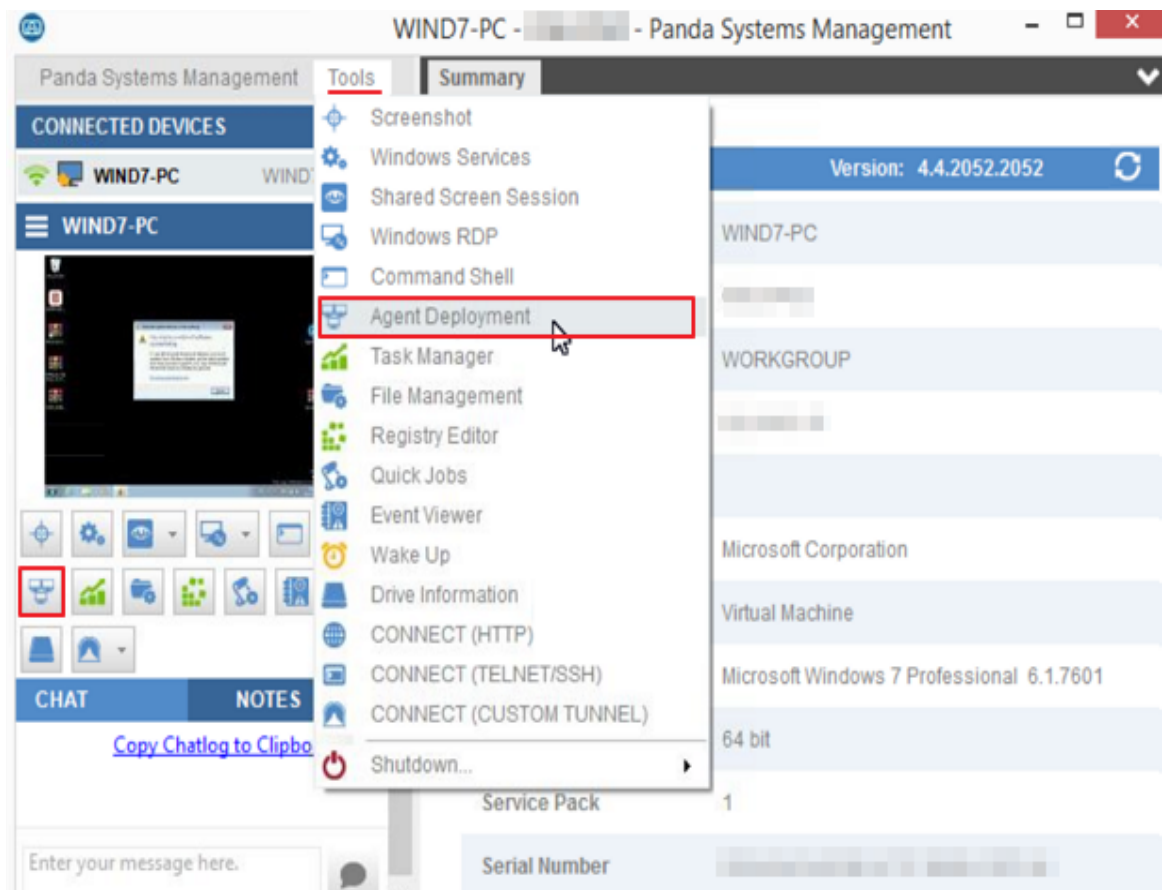 WIND7-PC - - Panda Systems Management
Panda Systems Management Tools Summary
CONNECTED DEVICES
WIND7-PC WIND
WIND7-PC
Screenshot
Windows Services
Shared Screen Session
Windows RDP
Command Shell
Agent Deployment
Task Manager
File Management
Registry Editor
Quick Jobs
Event Viewer
Wake Up
Drive Information
CONNECT (HTTP)
CONNECT (TELNET/SSH)
CONNECT (CUSTOM TUNNEL)
Shutdown...
Version: 4.4.2052.2052
WIND7-PC
WORKGROUP
Microsoft Corporation
Virtual Machine
Microsoft Windows 7 Professional 6.1.7601
64 bit
Service Pack 1
Serial Number
CHAT NOTES
Copy Chatlog to Clipbo
Enter your message here.